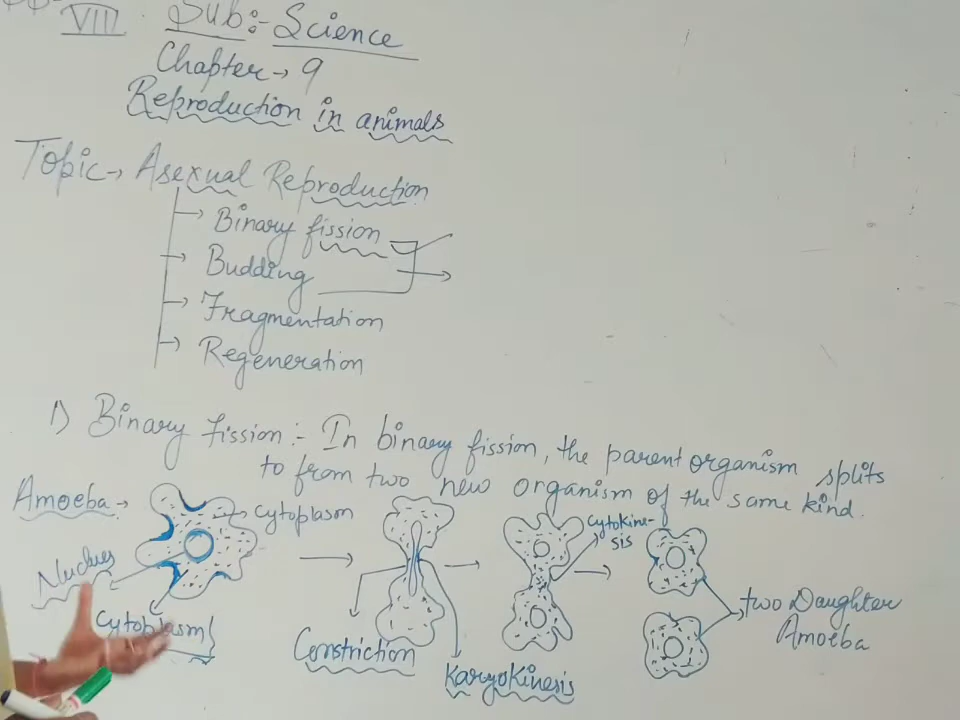 VIII Sub:- Science
Chapter→ 9
Reproduction in animals
Topic→ Asexual Reproduction
Binary fission
Budding
Fragmentation
Regeneration
1) Binary Fission:- In binary fission, the parent organism splits
to from two new organism of the same kind.
Amoeba→
Cytoplasm
Nucleus
Cytoplasm
Constriction
Karyokinesis
Cytokine-
sis
two Daughter
Amoeba